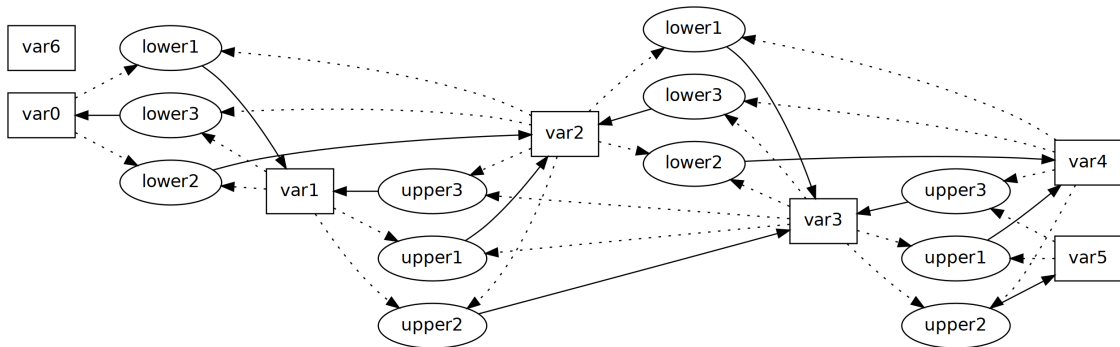 var6
var0
lower1
lower3
lower2
var1
upper3
upper1
upper2
var2
lower1
lower3
lower2
var3
upper3
upper1
upper2
var4
var5